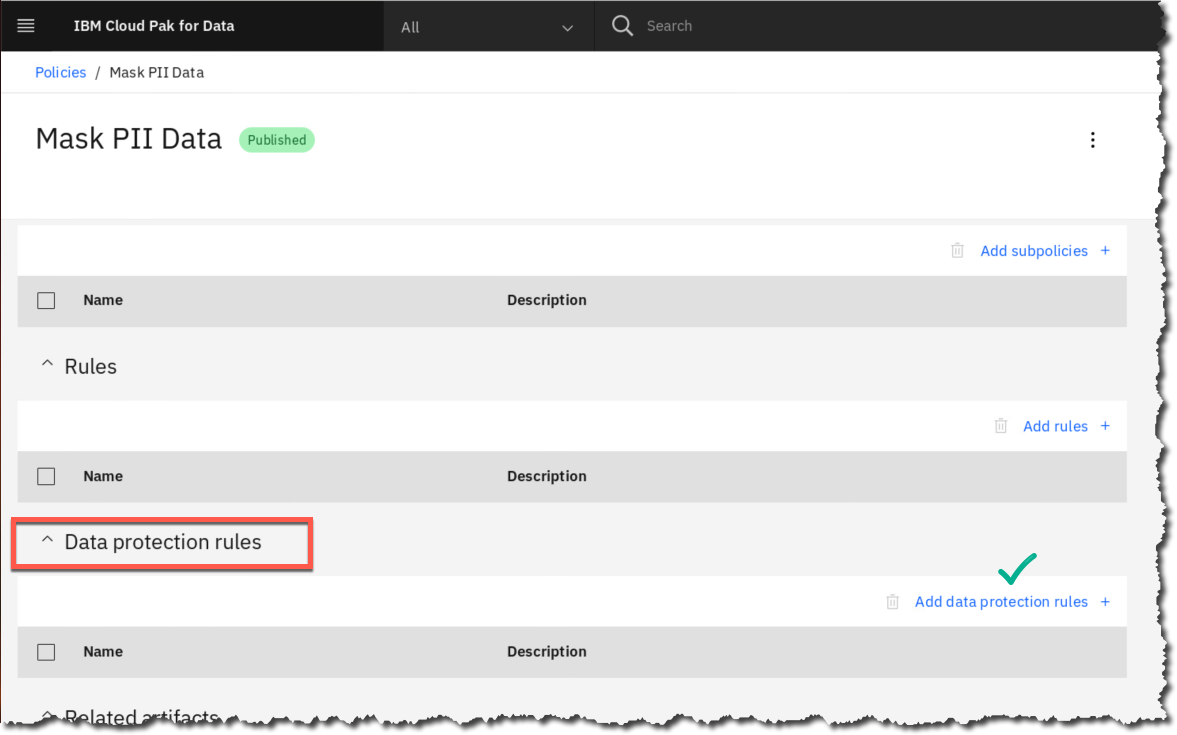 IBM Cloud Pak for Data All Search
Policies / Mask PII Data
Mask PII Data Published
Add subpolicies +
Name Description
Rules
Add rules +
Name Description
Data protection rules
Add data protection rules +
Name Description
Related artifacts